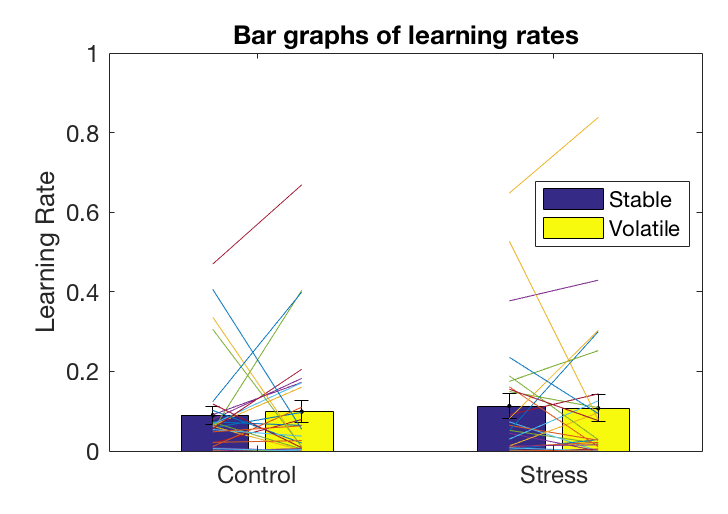 Bar graphs of learning rates
1
0.8
0.6
0.4
0.2
0
Learning Rate
Stable
Volatile
Control
Stress